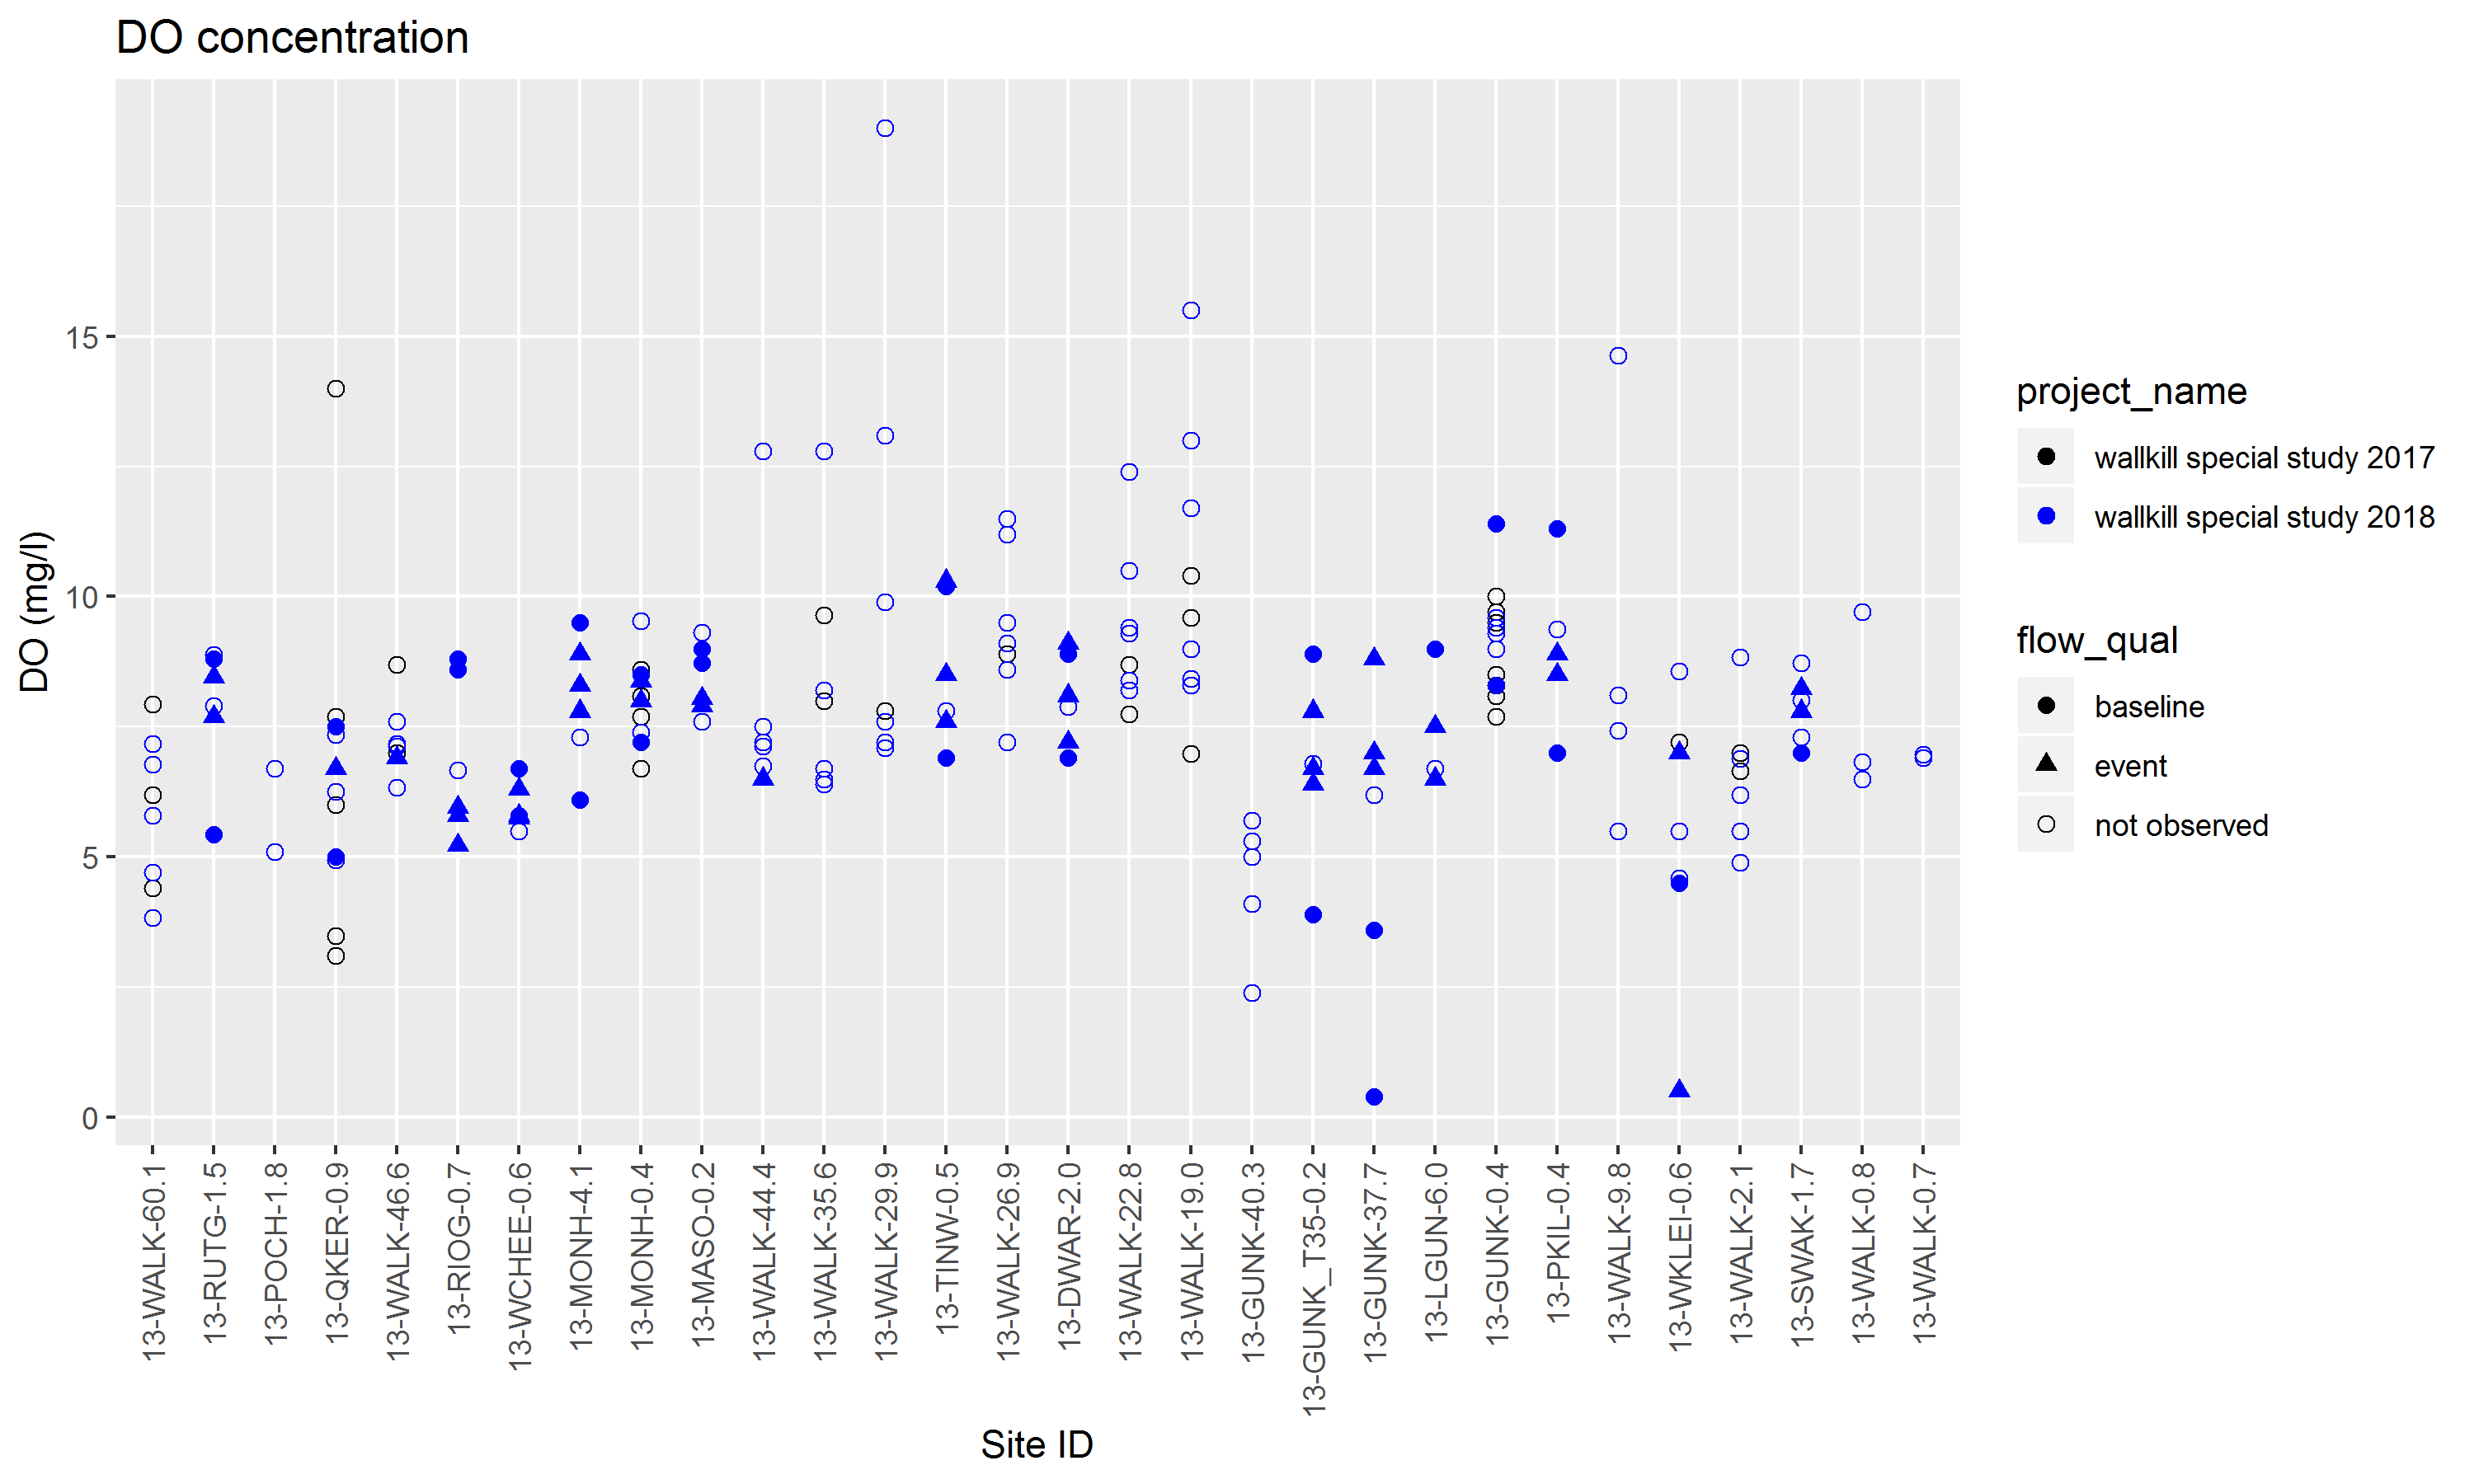 DO concentration
DO (mg/l)
15
10
5
0
13-WALK-60.1
13-RUTG-1.5
13-POCH-1.8
13-QKER-0.9
13-WALK-46.6
13-RIOG-0.7
13-WCHEE-0.6
13-MONH-4.1
13-MONH-0.4
13-MASO-0.2
13-WALK-44.4
13-WALK-35.6
13-WALK-29.9
13-TINW-0.5
13-WALK-26.9
13-DWAR-2.0
13-WALK-22.8
13-WALK-19.0
13-GUNK-40.3
13-GUNK_T35-0.2
13-GUNK-37.7
13-LGUN-6.0
13-GUNK-0.4
13-PKIL-0.4
13-WALK-9.8
13-WKLEI-0.6
13-WALK-2.1
13-SWAK-1.7
13-WALK-0.8
13-WALK-0.7
Site ID
project_name
wallkill special study 2017
wallkill special study 2018
flow_qual
baseline
event
not observed